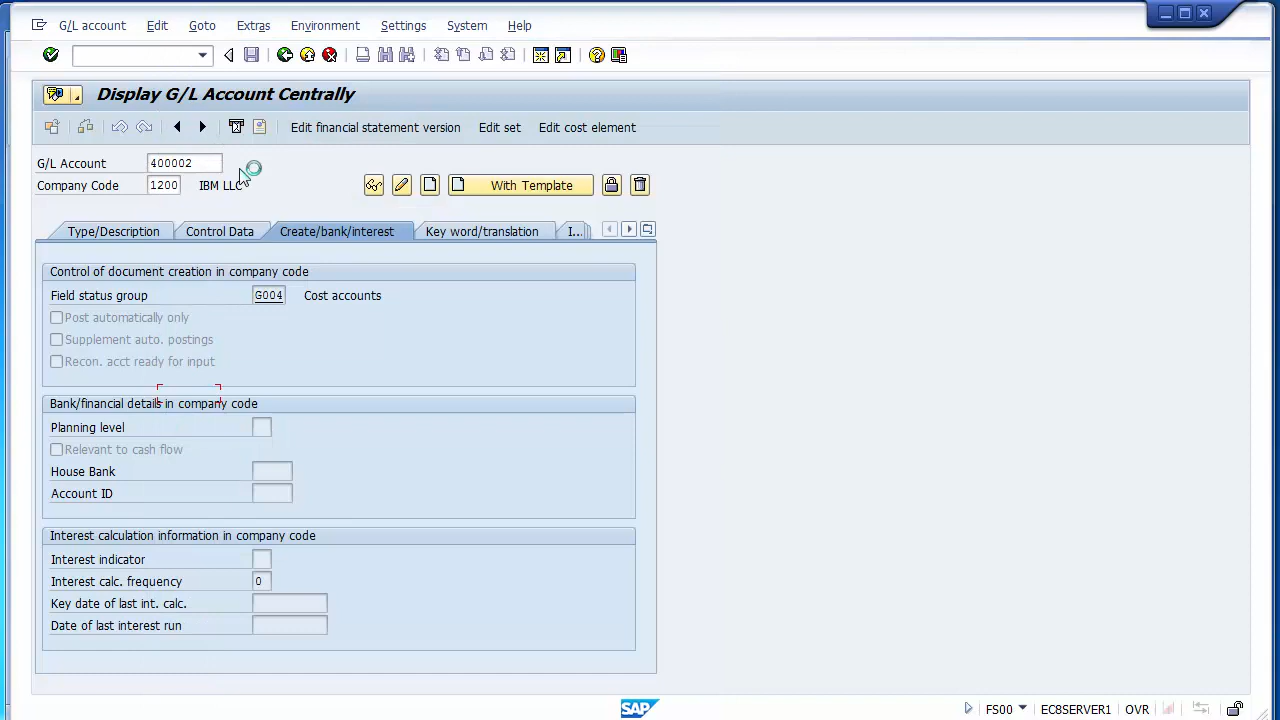 G/L account Edit Goto Extras Environment Settings System Help
Display G/L Account Centrally
Edit financial statement version Edit set Edit cost element
G/L Account 400002
Company Code 1200 IBM LLC
With Template
Type/Description Control Data Create/bank/interest Key word/translation I...
Control of document creation in company code
Field status group G004 Cost accounts
Post automatically only
Supplement auto. postings
Recon. acct ready for input
Bank/financial details in company code
Planning level
Relevant to cash flow
House Bank
Account ID
Interest calculation information in company code
Interest indicator
Interest calc. frequency 0
Key date of last int. calc.
Date of last interest run
SAP FS00 EC8SERVER1 OVR